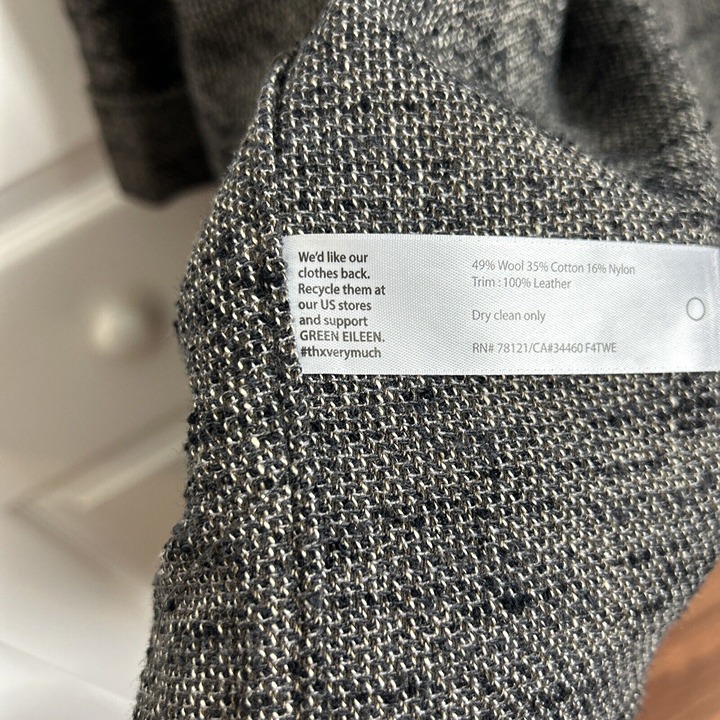 We'd like our
clothes back.
Recycle them at
our US stores
and support
GREEN EILEEN.
#thxverymuch
49% Wool 35% Cotton 16% Nylon
Trim : 100% Leather
Dry clean only
RN# 78121/CA#34460 F4TWE